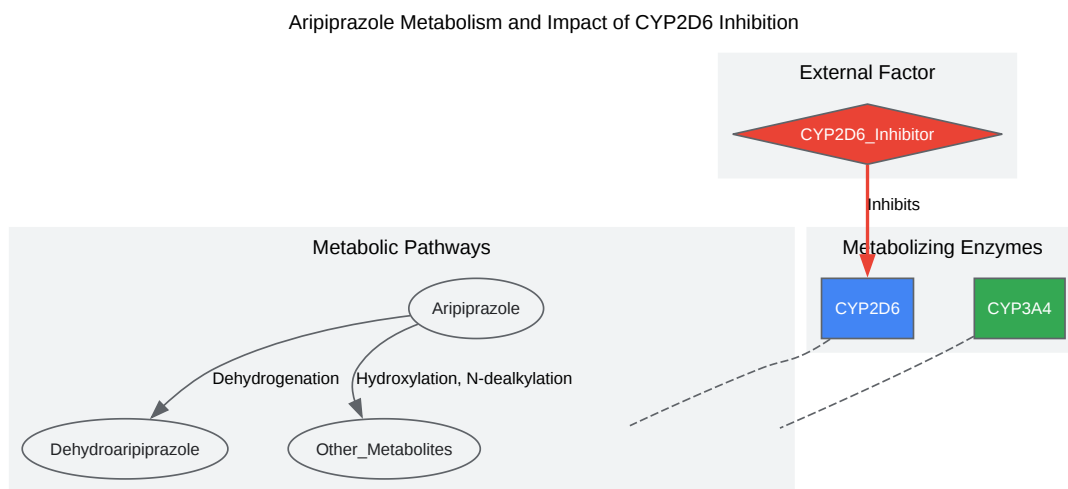 Aripiprazole Metabolism and Impact of CYP2D6 Inhibition
External Factor
CYP2D6_Inhibitor
Inhibits
Metabolic Pathways
Metabolizing Enzymes
Aripiprazole
CYP2D6
CYP3A4
Dehydrogenation
Hydroxylation, N-dealkylation
Dehydroaripiprazole
Other_Metabolites